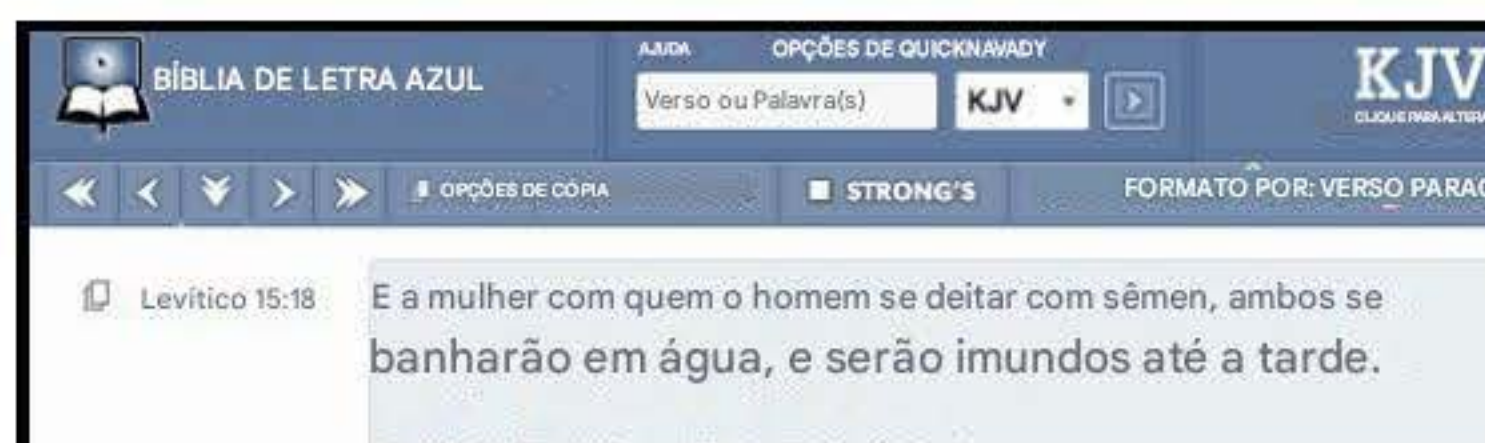 BÍBLIA DE LETRA AZUL
AJUDA OPÇÕES DE QUICKNAVADY
Verso ou Palavra(s) KJV
KJV
OPÇÕES DE CÓPIA STRONG'S FORMATO POR: VERSO PARAG
Levítico 15:18 E a mulher com quem o homem se deitar com sêmen, ambos se
banharão em água, e serão imundos até a tarde.